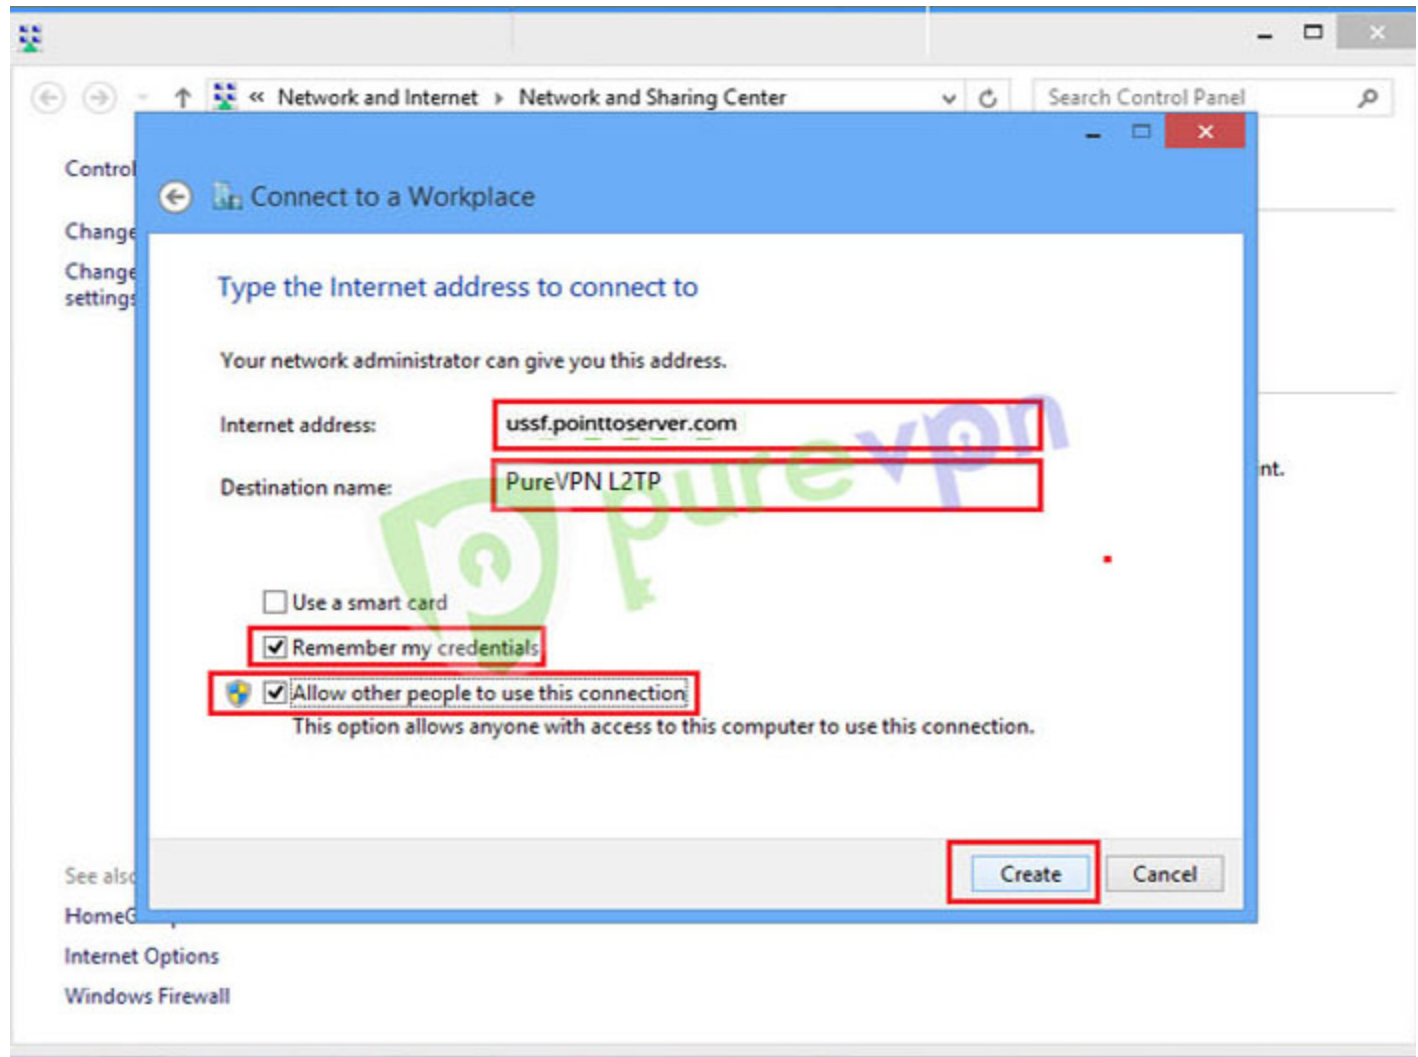 « Network and Internet › Network and Sharing Center
Search Control Panel
Control
Change
Change
settings
Connect to a Workplace
Type the Internet address to connect to
Your network administrator can give you this address.
Internet address: ussf.pointtoserver.com
Destination name: PureVPN L2TP
purevpn
int.
Use a smart card
Remember my credentials
Allow other people to use this connection
This option allows anyone with access to this computer to use this connection.
Create Cancel
See also
HomeG
Internet Options
Windows Firewall